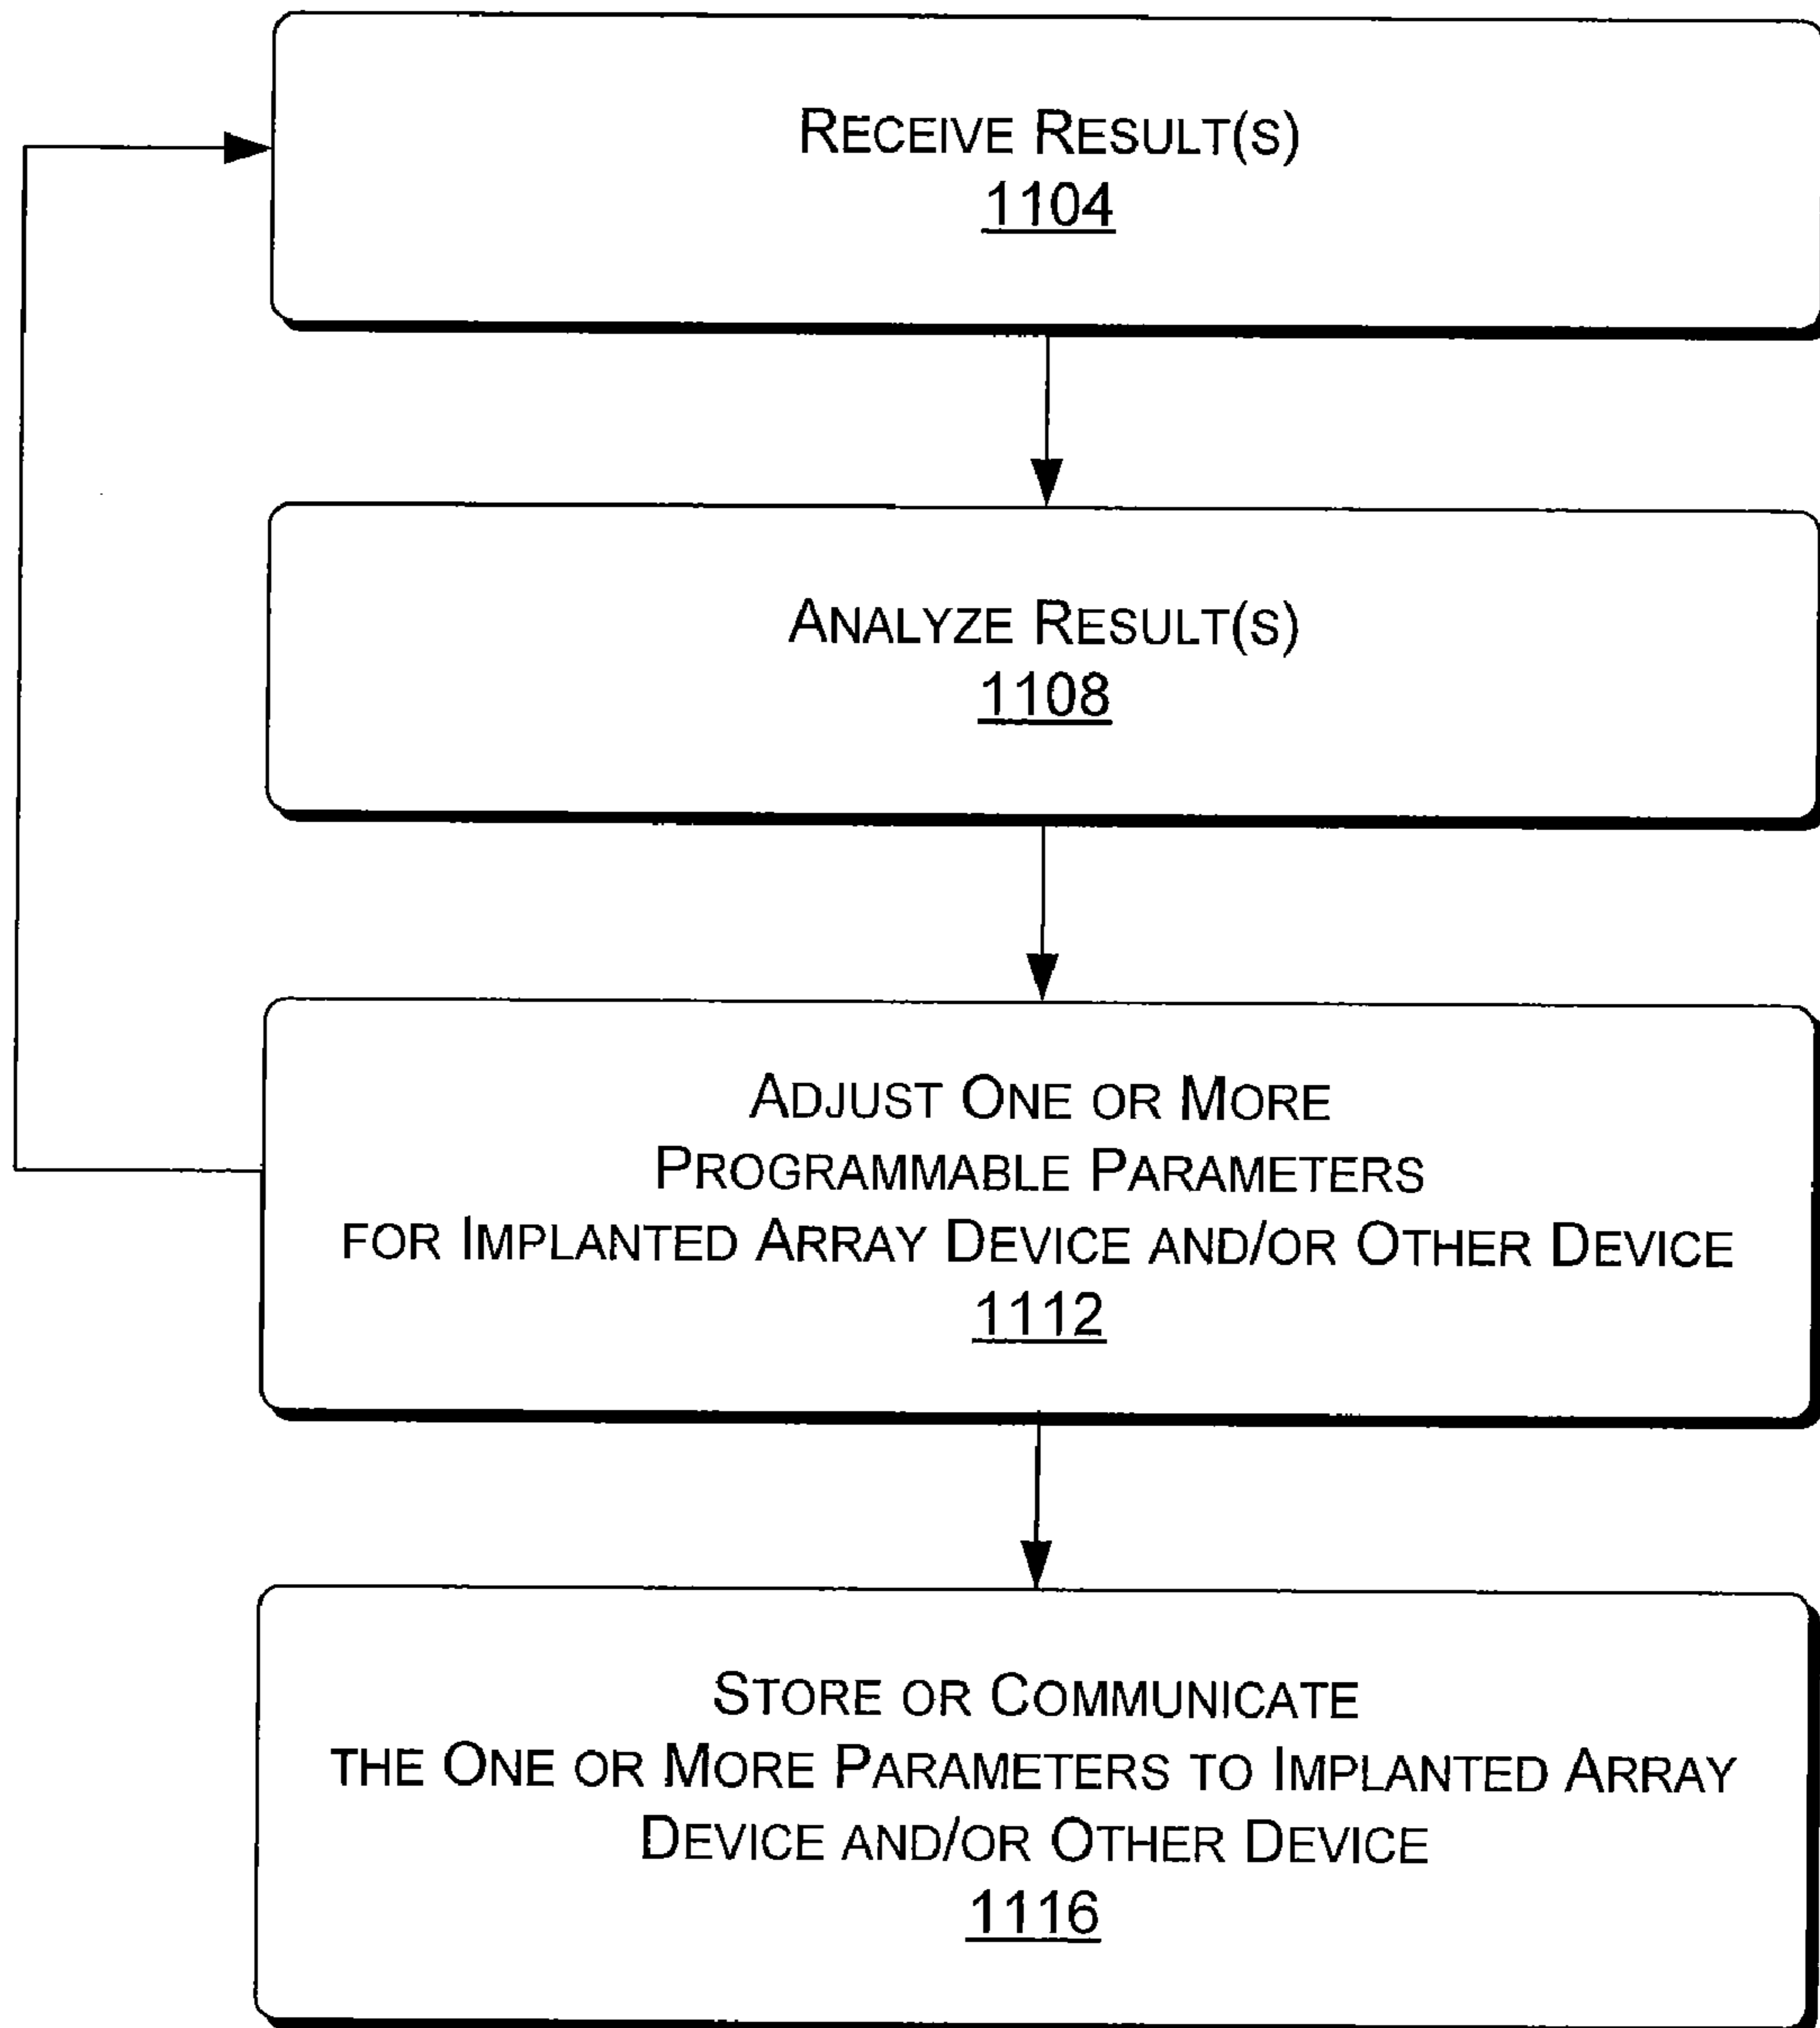 RECEIVE RESULT(S)
1104
ANALYZE RESULT(S)
1108
ADJUST ONE OR MORE
PROGRAMMABLE PARAMETERS
FOR IMPLANTED ARRAY DEVICE AND/OR OTHER DEVICE
1112
STORE OR COMMUNICATE
THE ONE OR MORE PARAMETERS TO IMPLANTED ARRAY
DEVICE AND/OR OTHER DEVICE
1116